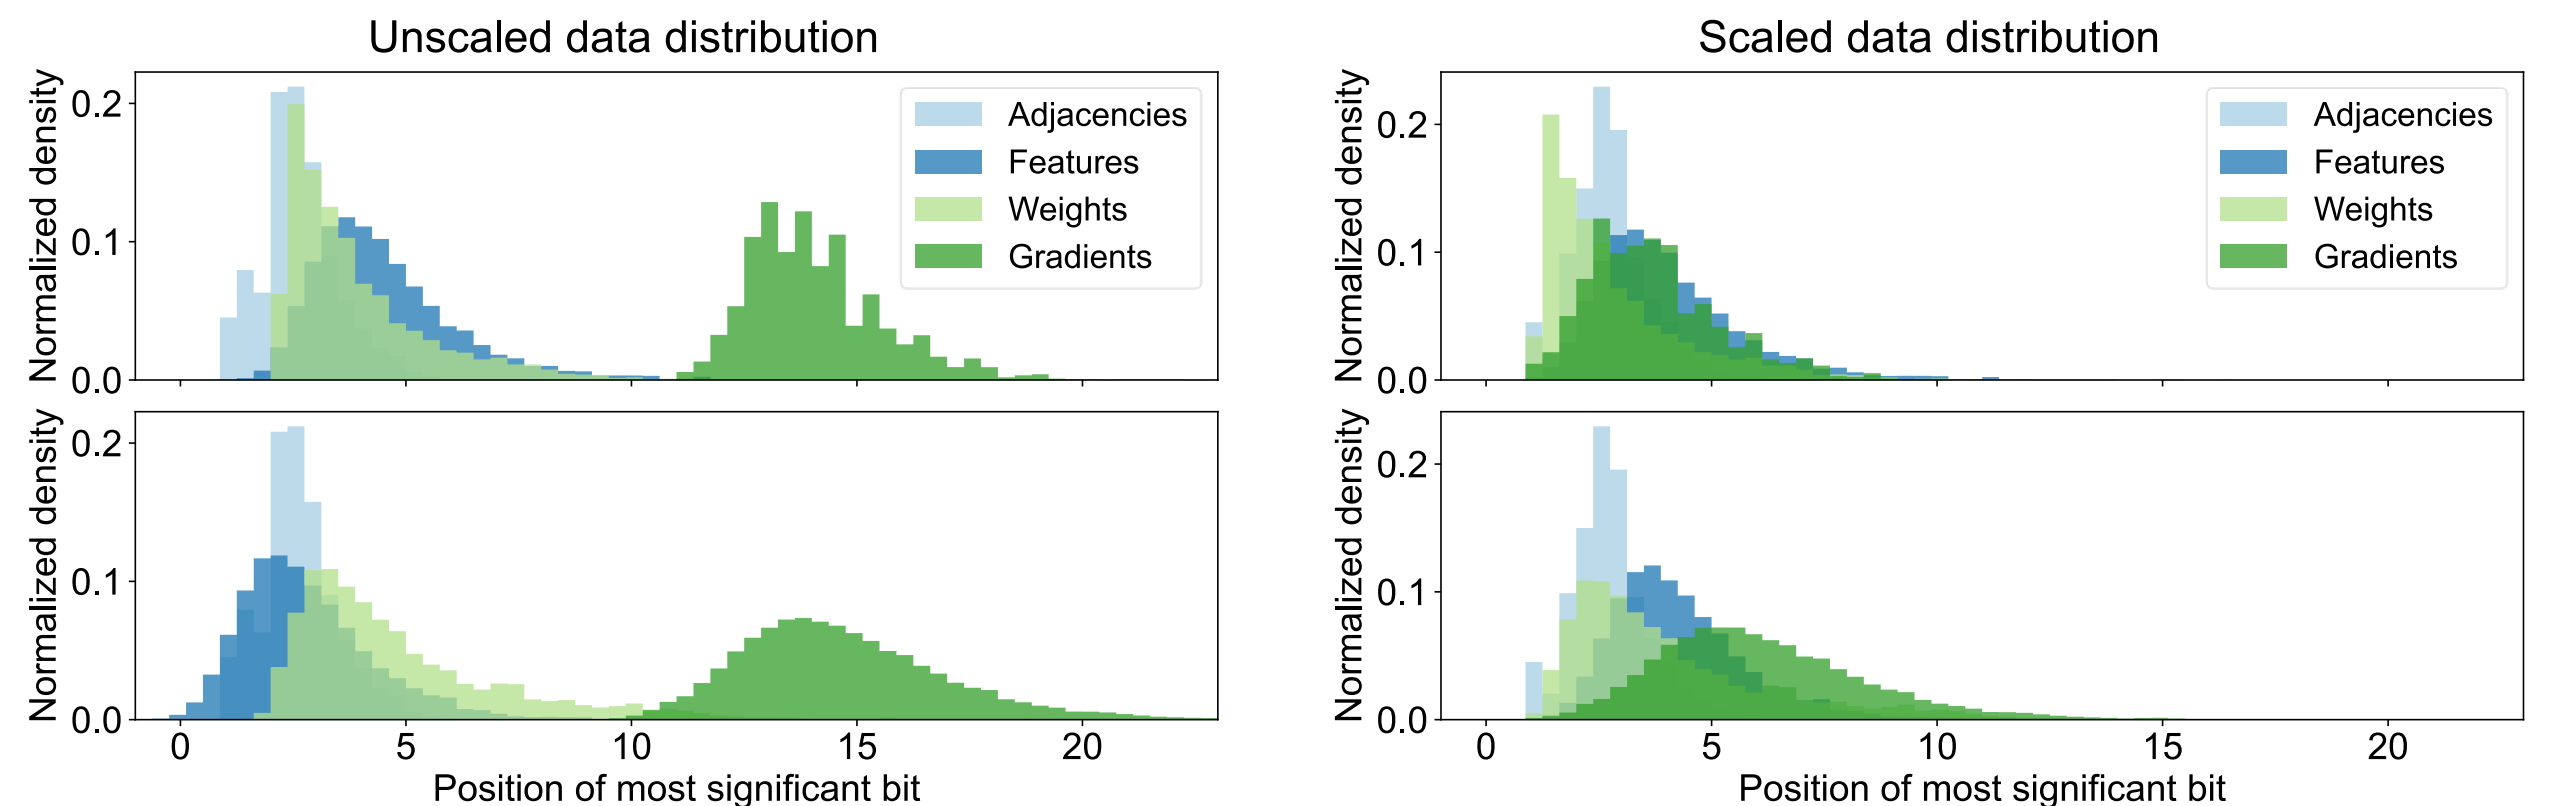 Unscaled data distribution
Normalized density
0.2
0.1
0.0
Adjacencies
Features
Weights
Gradients
Normalized density
0.2
0.1
0.0
0 5 10 15 20
Position of most significant bit
Scaled data distribution
Normalized density
0.2
0.1
0.0
Adjacencies
Features
Weights
Gradients
Normalized density
0.2
0.1
0.0
0 5 10 15 20
Position of most significant bit